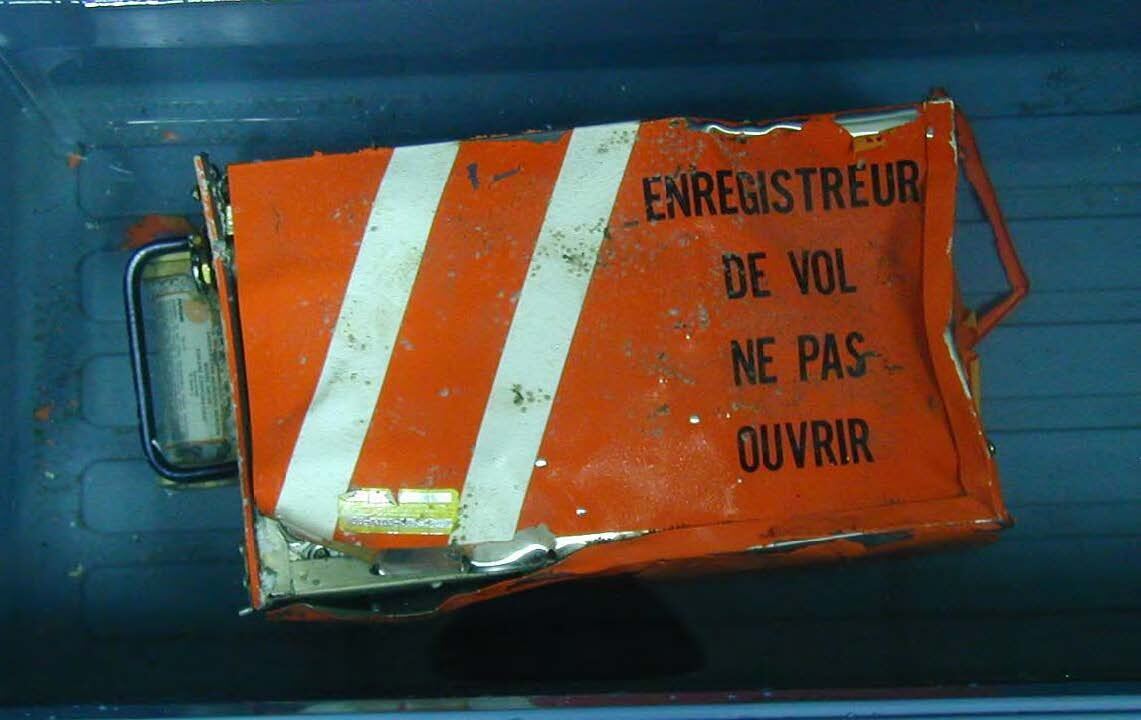 ENREGISTREUR
DE VOL
NE PAS
OUVRIR